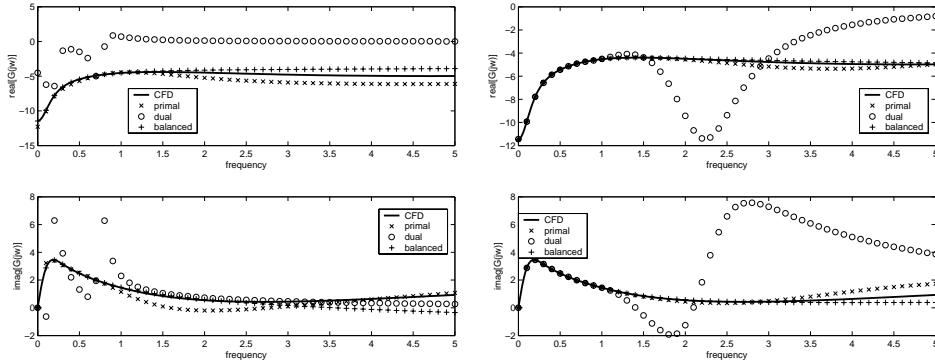 5
0
-5
-10
-15
real[G(jw)]
CFD
primal
dual
balanced
0 0.5 1 1.5 2 2.5 3 3.5 4 4.5 5
frequency
0
-2
-4
-6
-8
-10
-12
real[G(jw)]
CFD
primal
dual
balanced
0 0.5 1 1.5 2 2.5 3 3.5 4 4.5 5
frequency
8
6
4
2
0
-2
imag[G(jw)]
CFD
primal
dual
balanced
0 0.5 1 1.5 2 2.5 3 3.5 4 4.5 5
frequency
8
6
4
2
0
-2
imag[G(jw)]
CFD
primal
dual
balanced
0 0.5 1 1.5 2 2.5 3 3.5 4 4.5 5
frequency